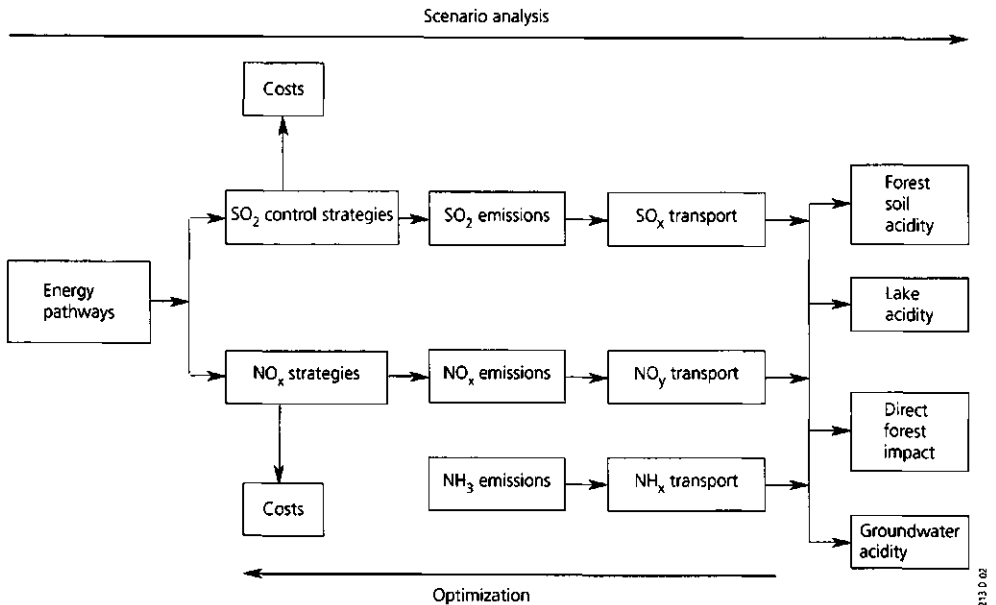 Scenario analysis
Costs
SO2 control strategies
SO2 emissions
SOx transport
Forest
soil
acidity
Energy
pathways
Lake
acidity
NOx strategies
NOx emissions
NOy transport
Direct
forest
impact
NH3 emissions
NHx transport
Costs
Groundwater
acidity
Optimization
213 D 02